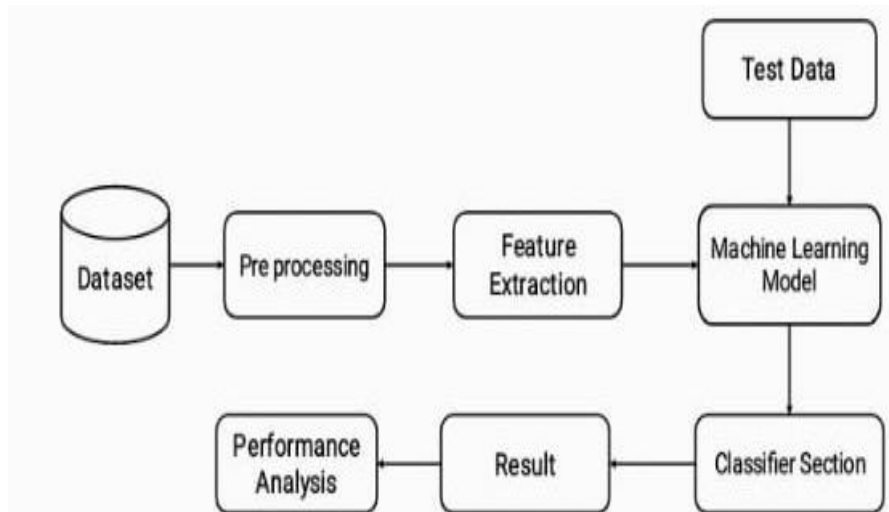 Test Data
Dataset
Pre processing
Feature
Extraction
Machine Learning
Model
Performance
Analysis
Result
Classifier Section